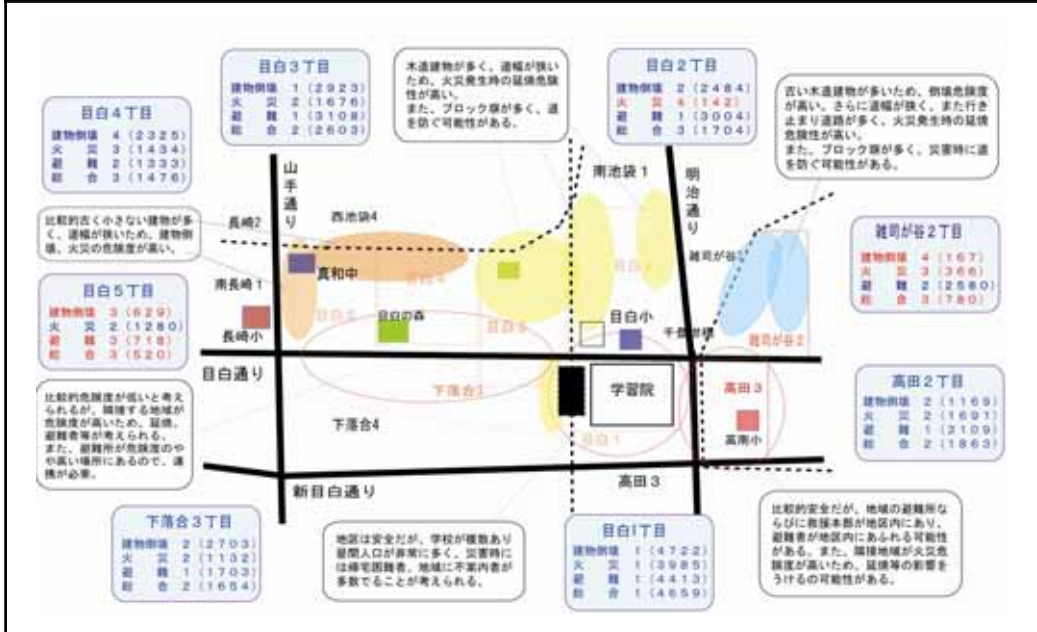 目白3丁目
建物倒壊 1 (2923)
火災 2 (1676)
避難 1 (3108)
総合 2 (2603)
木造建物が多く、道幅が狭い
ため、火災発生時の延焼危険
性が高い。
また、ブロック塀が多く、道
を防ぐ可能性がある。
目白2丁目
建物倒壊 2 (2484)
火災 4 (142)
避難 1 (3004)
総合 3 (1704)
古い木造建物が多いため、倒壊危険度
が高い。さらに道幅が狭く、また行き
止まり道路が多く、火災発生時の延焼
危険性が高い。
また、ブロック塀が多く、災害時に道
を防ぐ可能性がある。
目白4丁目
建物倒壊 4 (2325)
火災 3 (1434)
避難 2 (1333)
総合 3 (1476)
山手通り
南池袋1
明治通り
長崎2
西池袋4
比較的古く小さない建物が多
く、道幅が狭いため、建物倒
壊、火災の危険度が高い。
雑司が谷2丁目
建物倒壊 4 (167)
火災 3 (366)
避難 2 (2580)
総合 3 (780)
真和中
南長崎1
目白5丁目
建物倒壊 3 (629)
火災 2 (1280)
避難 3 (718)
総合 3 (520)
目白の森
目白小
長崎小
雑司が谷2
目白通り
下落合3
学習院
高田3
高南小
高田2丁目
建物倒壊 2 (1169)
火災 2 (1691)
避難 1 (3109)
総合 2 (1863)
比較的危険度が低いと考え
られるが、隣接する地域が
危険度が高いため、延焼、
避難者等が考えられる。
また、避難所が危険度のや
や高い場所にあるので、連
携が必要。
下落合4
目白1
新目白通り
高田3
下落合3丁目
建物倒壊 2 (2703)
火災 2 (1132)
避難 1 (1703)
総合 2 (1654)
地区は安全だが、学校が複数あり
昼間人口が非常に多く、災害時に
は帰宅困難者、地域に不案内者が
多数でることが考えられる。
目白1丁目
建物倒壊 1 (4722)
火災 1 (3985)
避難 1 (4413)
総合 1 (4659)
比較的安全だが、地域の避難所な
らびに救援本部が地区内にあり、
避難者が地区内にあふれる可能性
がある。また、隣接地域が火災危
険度が高いため、延焼等の影響を
うけるの可能性がある。